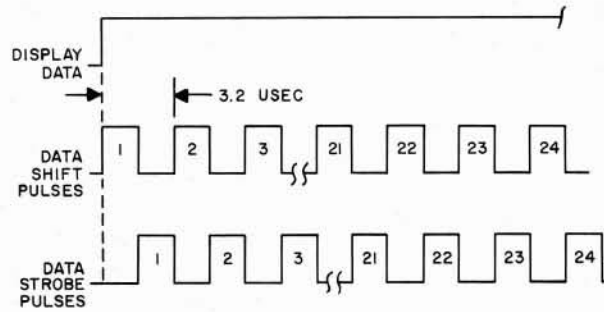 DISPLAY
DATA
3.2 USEC
DATA
SHIFT
PULSES
1 2 3 21 22 23 24
DATA
STROBE
PULSES
1 2 3 21 22 23 24